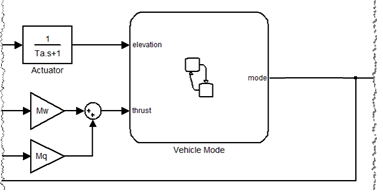 1
Ta.s+1
Actuator
elevation
mode
Mw
thrust
Mq
Vehicle Mode